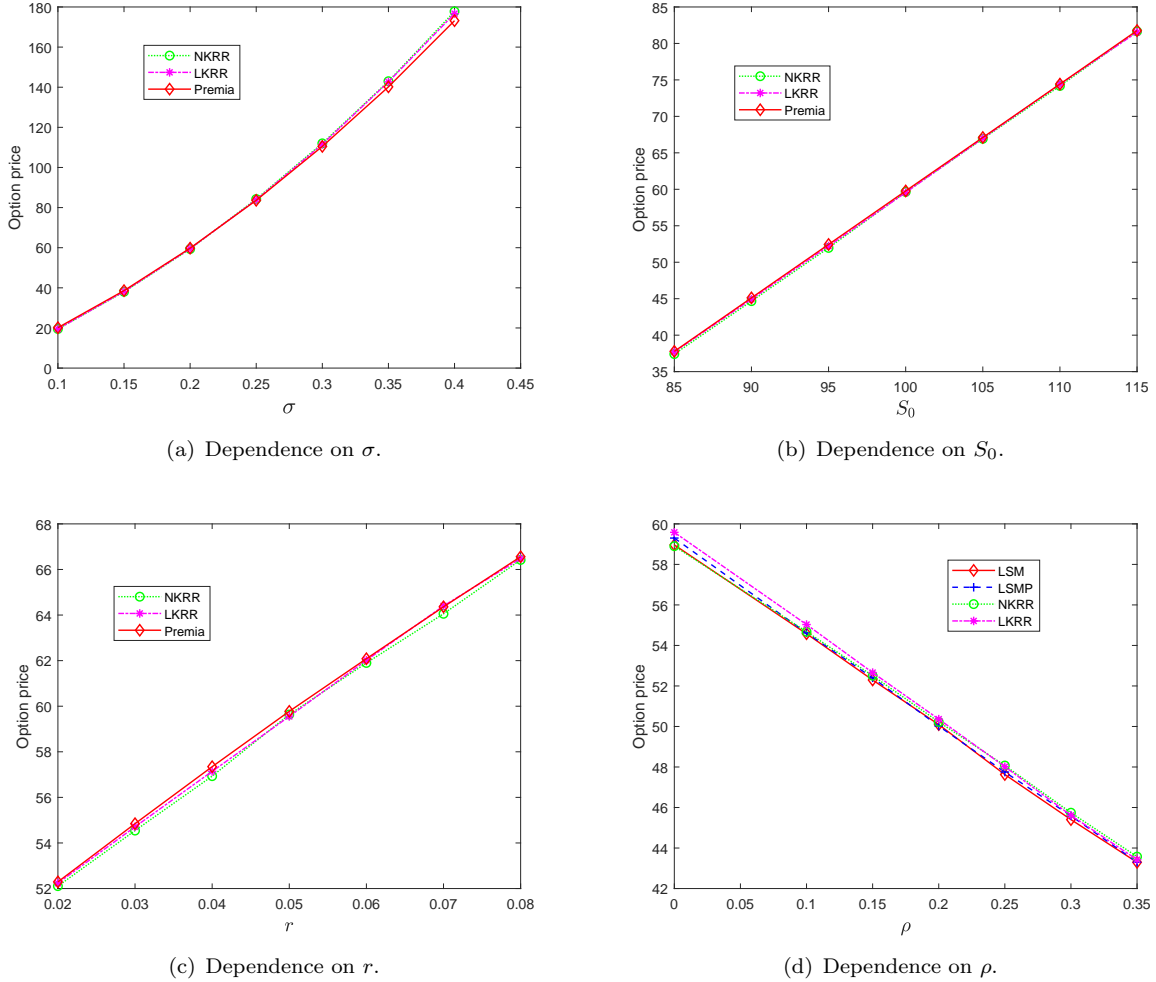 180
160
140
120
100
80
60
40
20
0
Option price
NKRR
LKRR
Premia
0.1 0.15 0.2 0.25 0.3 0.35 0.4 0.45
σ
(a) Dependence on σ.
85
80
75
70
65
60
55
50
45
40
35
Option price
NKRR
LKRR
Premia
85 90 95 100 105 110 115
S0
(b) Dependence on S0.
68
66
64
62
60
58
56
54
52
Option price
NKRR
LKRR
Premia
0.02 0.03 0.04 0.05 0.06 0.07 0.08
r
(c) Dependence on r.
60
58
56
54
52
50
48
46
44
42
Option price
LSM
LSMP
NKRR
LKRR
0 0.05 0.1 0.15 0.2 0.25 0.3 0.35
ρ
(d) Dependence on ρ.